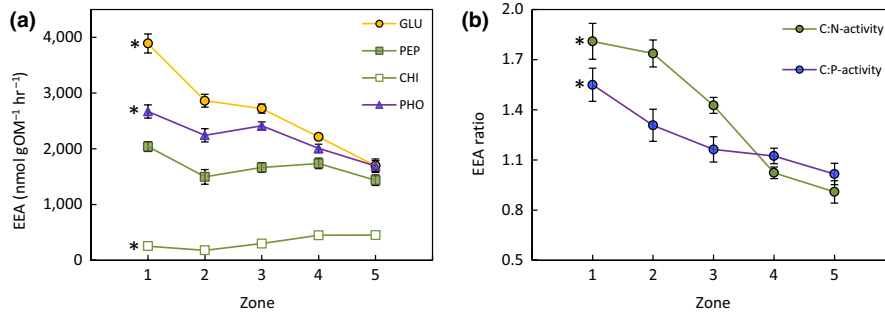 (a)
GLU
PEP
CHI
PHO
4,000
3,000
2,000
1,000
0,000
EEA (nmol gOM⁻¹ hr⁻¹)
*
*
*
1 2 3 4 5
Zone
(b)
C:N-activity
C:P-activity
2.0
1.7
1.4
1.1
0.8
0.5
EEA ratio
*
*
1 2 3 4 5
Zone